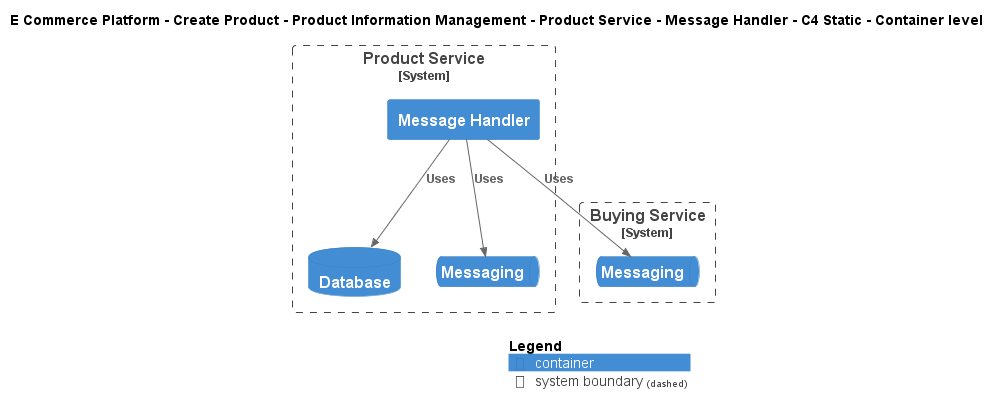 E Commerce Platform - Create Product - Product Information Management - Product Service - Message Handler - C4 Static - Container level
Product Service
[System]
Message Handler
Uses
Uses
Uses
Buying Service
[System]
Database
Messaging
Messaging
Legend
container
system boundary (dashed)